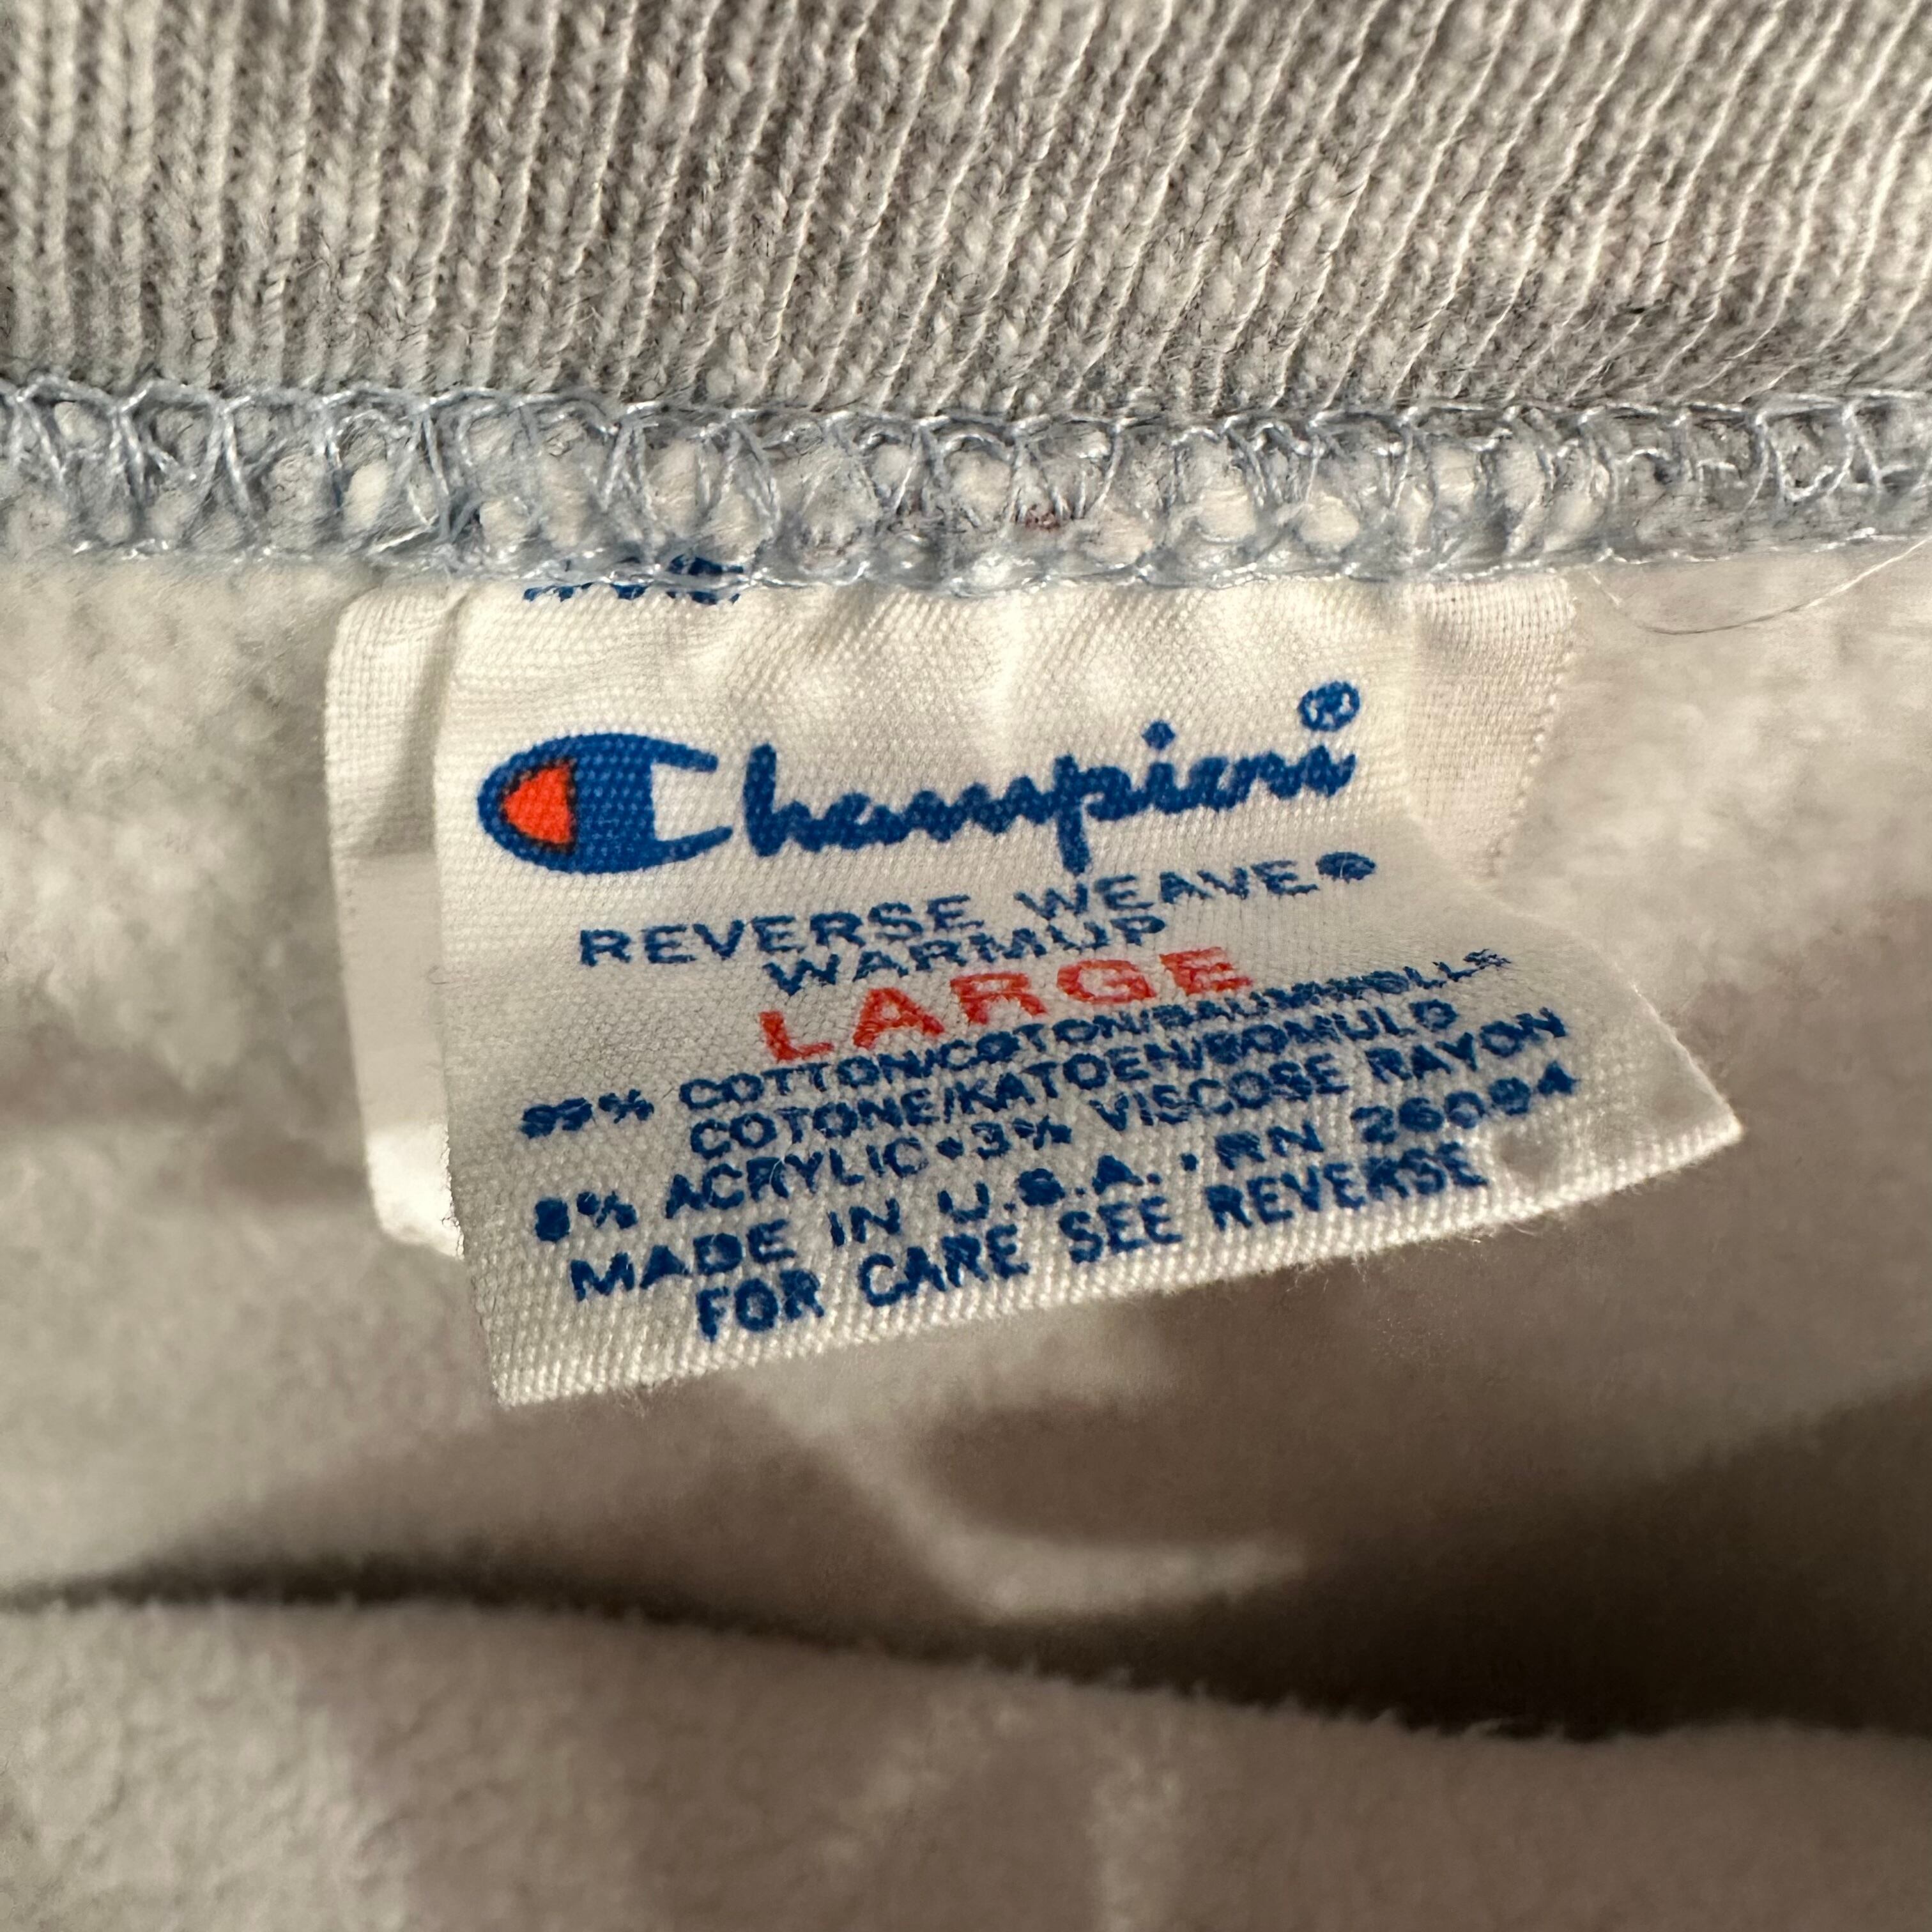 Champion®
REVERSE WEAVE®
WARMUP
LARGE
COTTON/COTON/BAUMWOLLE
COTONE/KATOEN/BOMULD
8% ACRYLIC•3% VISCOSE RAYON
MADE IN U.S.A. • RN 26094
FOR CARE SEE REVERSE